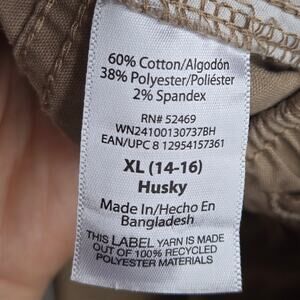 60% Cotton/Algodón
38% Polyester/Poliéster
2% Spandex
RN# 52469
WN24100130737BH
EAN/UPC 8 12954157361
XL (14-16)
Husky
Made In/Hecho En
Bangladesh
THIS LABEL YARN IS MADE
OUT OF 100% RECYCLED
POLYESTER MATERIALS